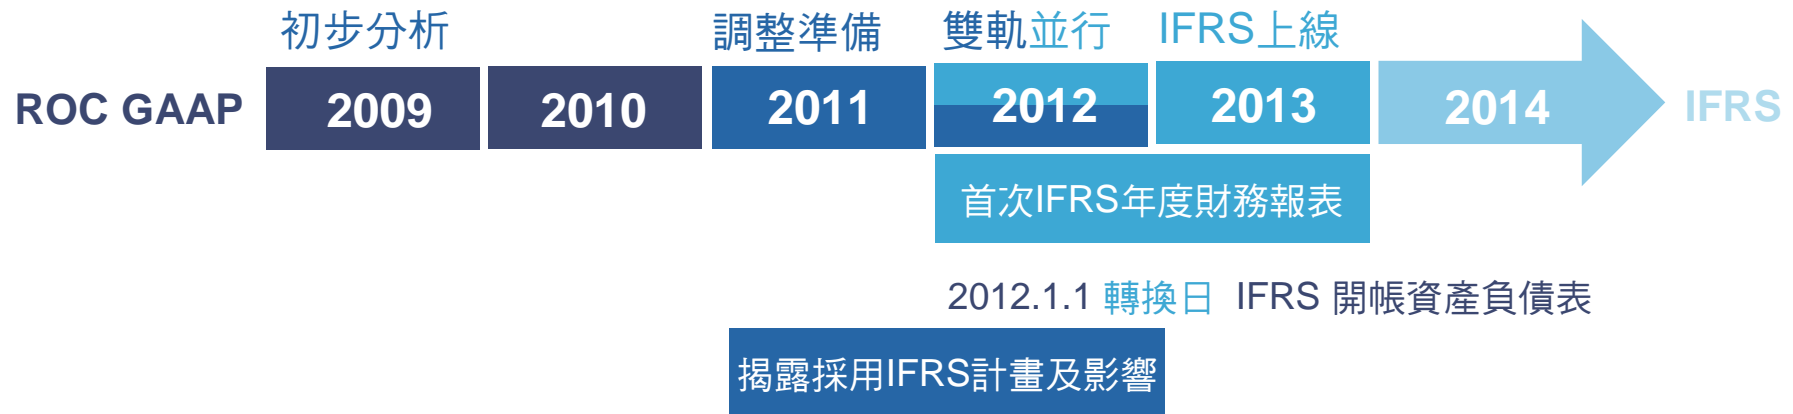 初步分析 調整準備 雙軌並行 IFRS上線
ROC GAAP 2009 2010 2011 2012 2013 2014 IFRS
首次IFRS年度財務報表
2012.1.1 轉換日 IFRS 開帳資產負債表
揭露採用IFRS計畫及影響